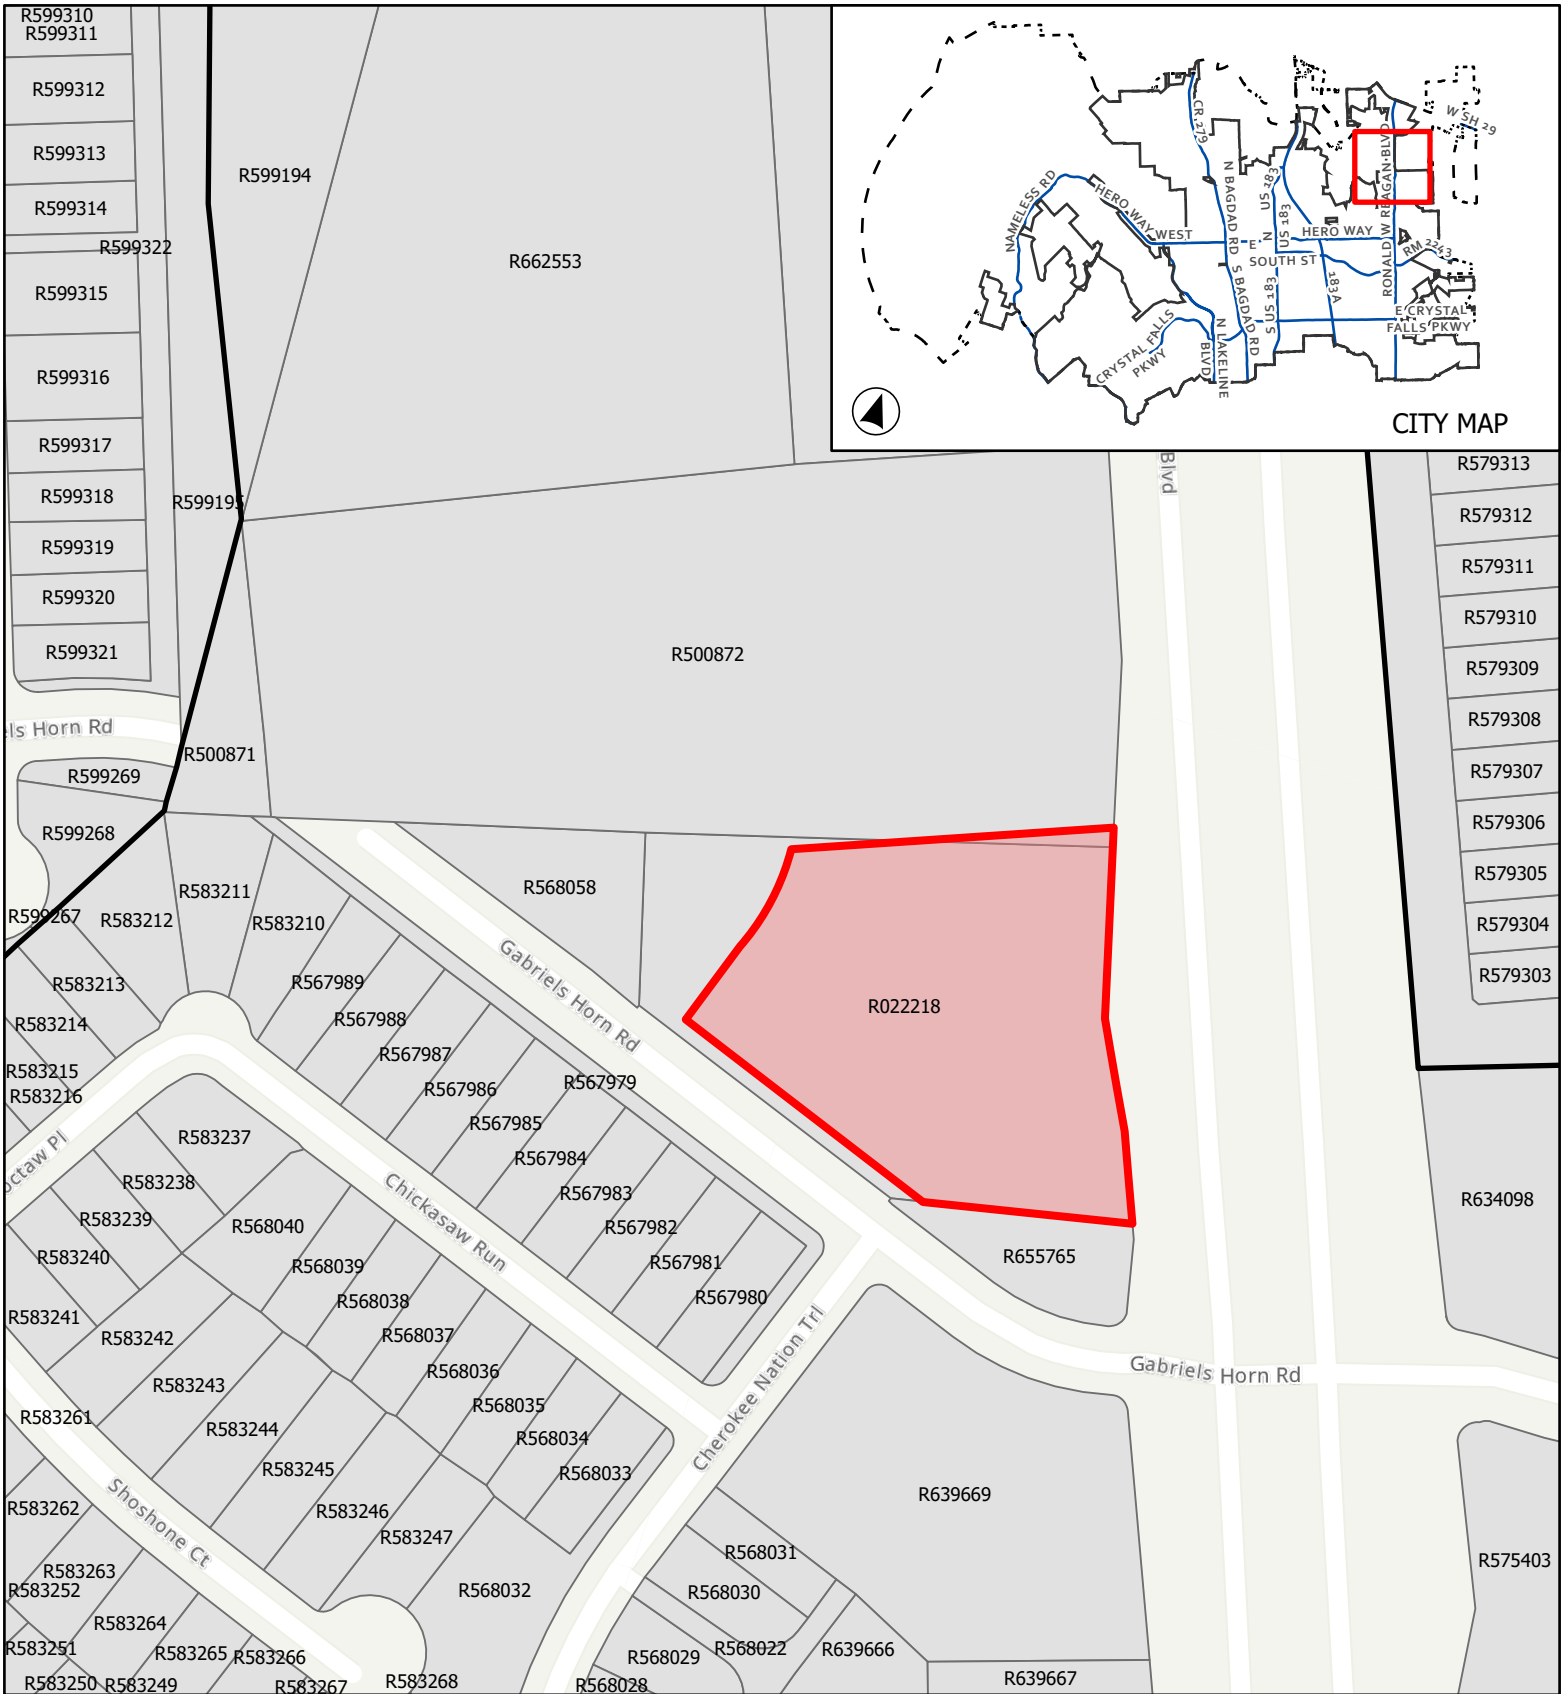 R599310
R599311
R599312
R599313
R599314
R599322
R599315
R599316
R599317
R599318
R599319
R599320
R599321
R599194
R599195
R662553
R500872
R500871
els Horn Rd
R599269
R599268
R599267
CR 279
W SH 29
NAMELESS RD
HERO WAY
WEST
N BAGDAD RD
S BAGDAD RD
US 183
N
US 183
E
HERO WAY
SOUTH ST
RM 2243
RONALD W REAGAN BLVD
183A
S US 183
E CRYSTAL
FALLS PKWY
CRYSTAL FALLS
PKWY
N LAKELINE
BLVD
CITY MAP
Blvd
R579313
R579312
R579311
R579310
R579309
R579308
R579307
R579306
R579305
R579304
R579303
R583212
R583211
R583210
R583213
R583214
R583215
R583216
R567989
R567988
R567987
R567986
R567985
R567984
R567983
R567982
R567981
R567980
R567979
R568058
Gabriels Horn Rd
R022218
R655765
R634098
octaw Pl
R583237
R583238
R583239
R583240
R583241
R583242
R583243
R583244
R583245
R583246
R583247
Chickasaw Run
R568040
R568039
R568038
R568037
R568036
R568035
R568034
R568033
R568032
Cherokee Nation Trl
Gabriels Horn Rd
R583261
R583262
R583263
R583252
R583264
R583251
R583265
R583266
R583250
R583249
R583267
R583268
Shoshone Ct
R639669
R568031
R568030
R568029
R568022
R568028
R639666
R639667
R575403